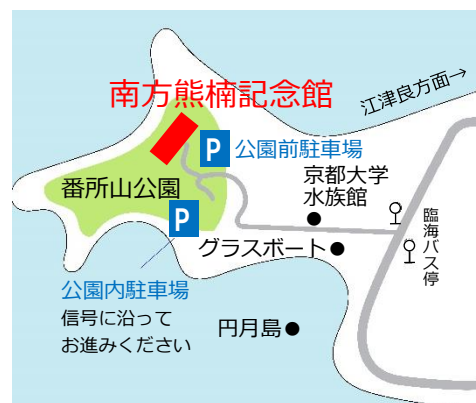 南方熊楠記念館
江津良方面→
P 公園前駐車場
京都大学
水族館
番所山公園
P
グラスボート
臨海バス停
公園内駐車場
信号に沿って
お進みください
円月島